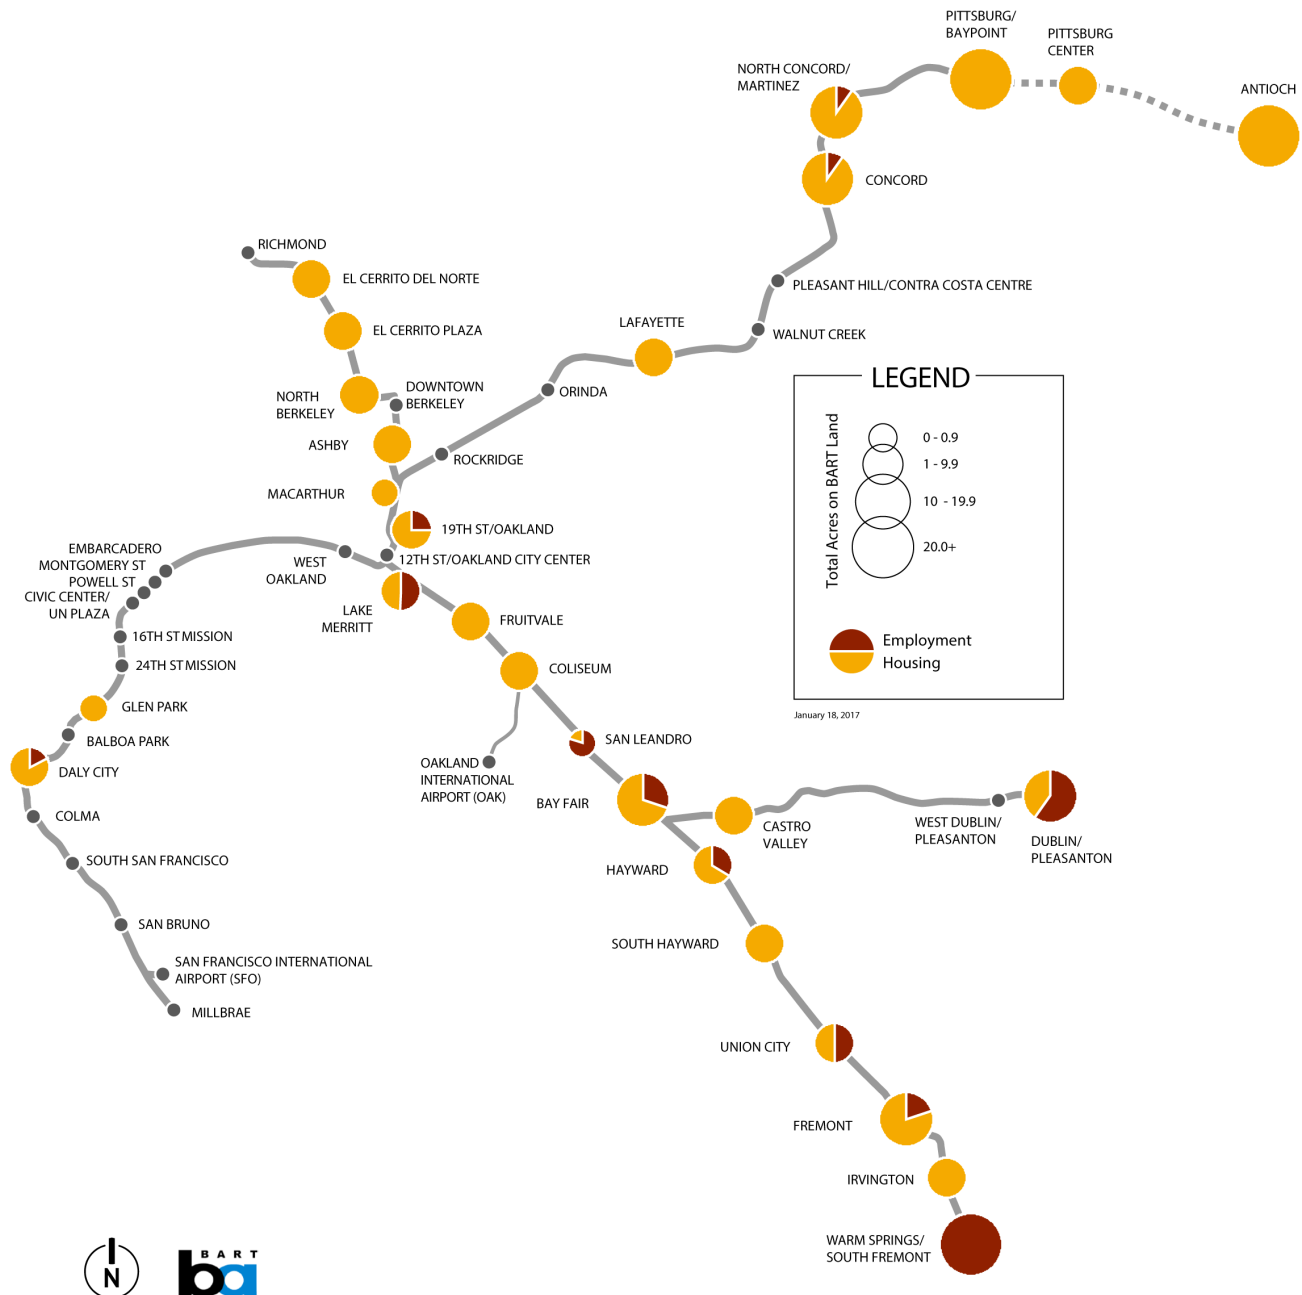 PITTSBURG/
BAYPOINT
PITTSBURG
CENTER
NORTH CONCORD/
MARTINEZ
ANTIOCH
CONCORD
RICHMOND
EL CERRITO DEL NORTE
PLEASANT HILL/CONTRA COSTA CENTRE
LAFAYETTE
EL CERRITO PLAZA
WALNUT CREEK
LEGEND
DOWNTOWN
BERKELEY
NORTH
BERKELEY
ORINDA
Total Acres on BART Land
0 - 0.9
1 - 9.9
10 - 19.9
20.0+
Employment
Housing
January 18, 2017
ASHBY
ROCKRIDGE
MACARTHUR
19TH ST/OAKLAND
12TH ST/OAKLAND CITY CENTER
EMBARCADERO
MONTGOMERY ST
POWELL ST
CIVIC CENTER/
UN PLAZA
WEST
OAKLAND
LAKE
MERRITT
FRUITVALE
16TH ST MISSION
24TH ST MISSION
COLISEUM
GLEN PARK
BALBOA PARK
SAN LEANDRO
DALY CITY
OAKLAND
INTERNATIONAL
AIRPORT (OAK)
BAY FAIR
COLMA
CASTRO
VALLEY
WEST DUBLIN/
PLEASANTON
DUBLIN/
PLEASANTON
SOUTH SAN FRANCISCO
HAYWARD
SAN BRUNO
SOUTH HAYWARD
SAN FRANCISCO INTERNATIONAL
AIRPORT (SFO)
MILLBRAE
UNION CITY
FREMONT
IRVINGTON
WARM SPRINGS/
SOUTH FREMONT
N
BART
ba